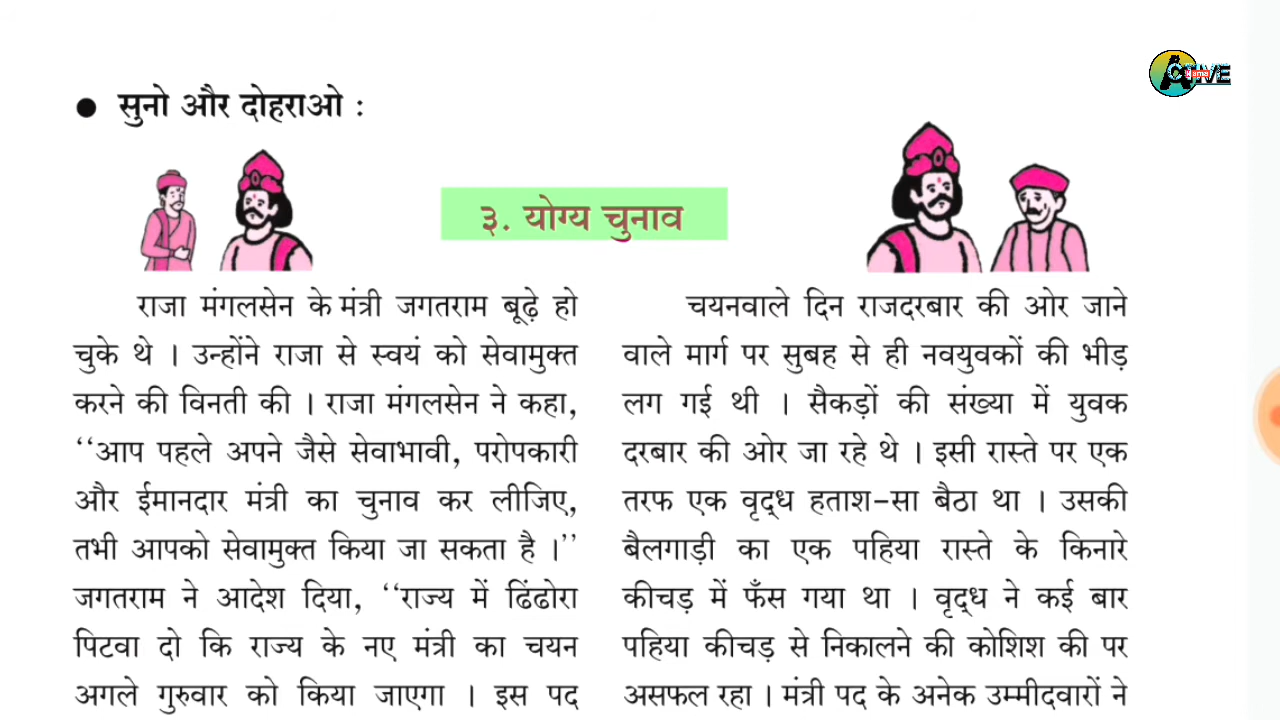 ● सुनो और दोहराओ :
३. योग्य चुनाव
राजा मंगलसेन के मंत्री जगतराम बूढ़े हो
चुके थे । उन्होंने राजा से स्वयं को सेवामुक्त
करने की विनती की । राजा मंगलसेन ने कहा,
‘‘आप पहले अपने जैसे सेवाभावी, परोपकारी
और ईमानदार मंत्री का चुनाव कर लीजिए,
तभी आपको सेवामुक्त किया जा सकता है ।’’
जगतराम ने आदेश दिया, ‘‘राज्य में ढिंढोरा
पिटवा दो कि राज्य के नए मंत्री का चयन
अगले गुरुवार को किया जाएगा । इस पद
चयनवाले दिन राजदरबार की ओर जाने
वाले मार्ग पर सुबह से ही नवयुवकों की भीड़
लग गई थी । सैकड़ों की संख्या में युवक
दरबार की ओर जा रहे थे । इसी रास्ते पर एक
तरफ एक वृद्ध हताश-सा बैठा था । उसकी
बैलगाड़ी का एक पहिया रास्ते के किनारे
कीचड़ में फँस गया था । वृद्ध ने कई बार
पहिया कीचड़ से निकालने की कोशिश की पर
असफल रहा । मंत्री पद के अनेक उम्मीदवारों ने